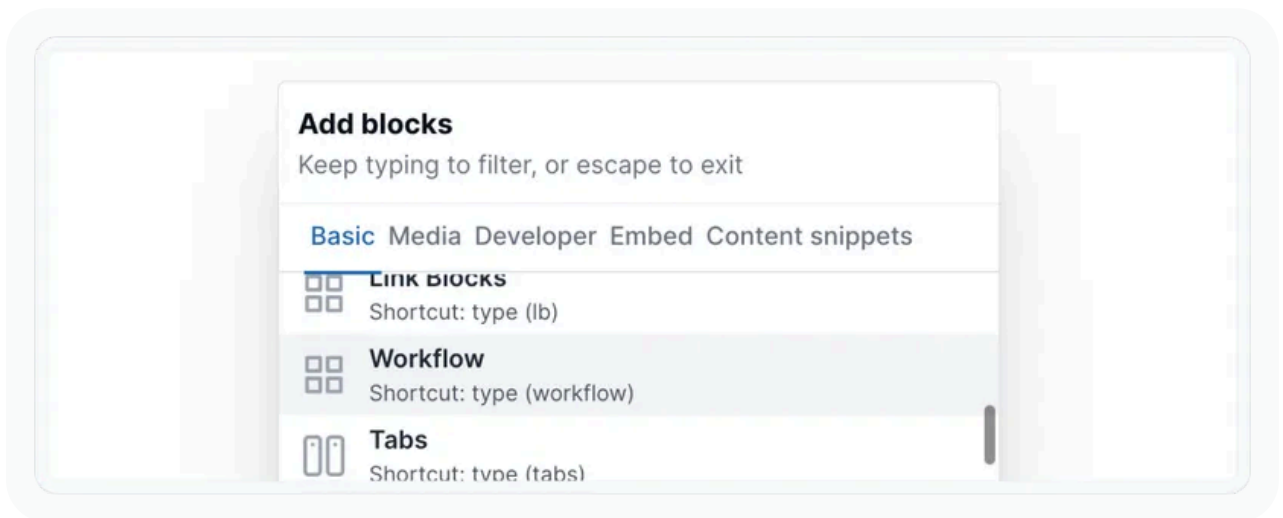 Add blocks
Keep typing to filter, or escape to exit
Basic Media Developer Embed Content snippets
Link Blocks
Shortcut: type (lb)
Workflow
Shortcut: type (workflow)
Tabs
Shortcut: type (tabs)